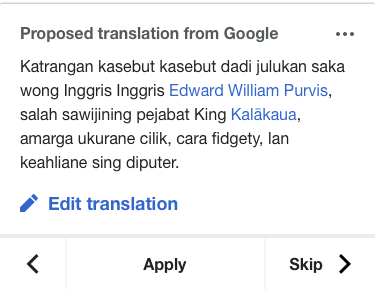 Proposed translation from Google
Katrangan kasebut kasebut dadi julukan saka
wong Inggris Inggris Edward William Purvis,
salah sawijining pejabat King Kalākaua,
amarga ukurane cilik, cara fidgety, lan
keahliane sing diputer.
Edit translation
Apply
Skip